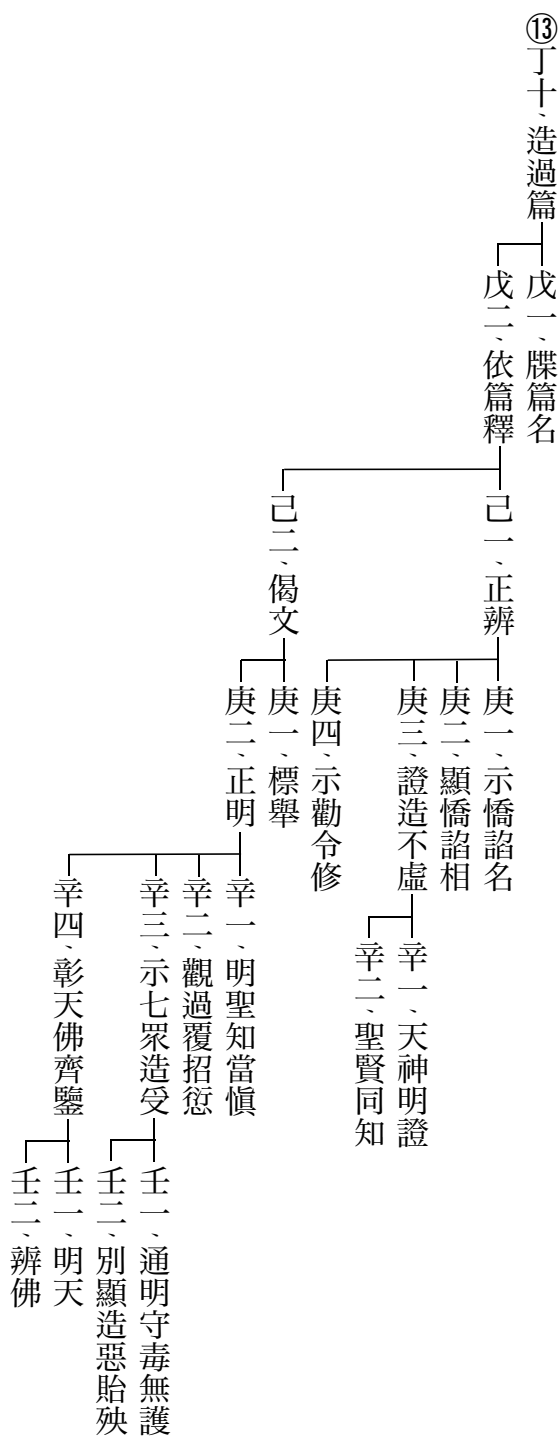 ⑬丁十、造過篇
戊一、牒篇名
戊二、依篇釋
己一、正辨
庚一、示憍諂名
庚二、顯憍諂相
庚三、證造不虛
辛一、天神明證
辛二、聖賢同知
庚四、示勸令修
己二、偈文
庚一、標舉
庚二、正明
辛一、明聖知當愼
辛二、觀過覆招愆
辛三、示七眾造受
壬一、通明守毒無護
壬二、別顯造惡貽殃
辛四、彰天佛齊鑒
壬一、明天
壬二、辨佛